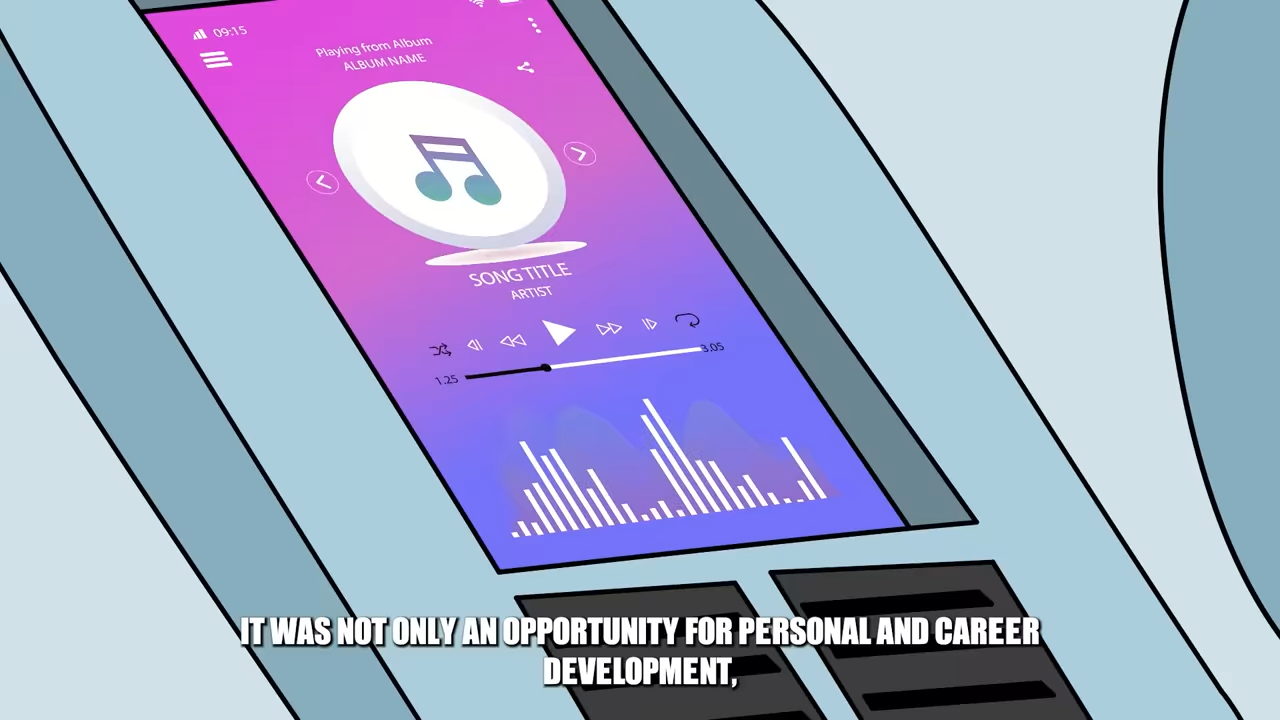 09:15
Playing from Album
ALBUM NAME
SONG TITLE
ARTIST
1.25
3.05
IT WAS NOT ONLY AN OPPORTUNITY FOR PERSONAL AND CAREER
DEVELOPMENT,